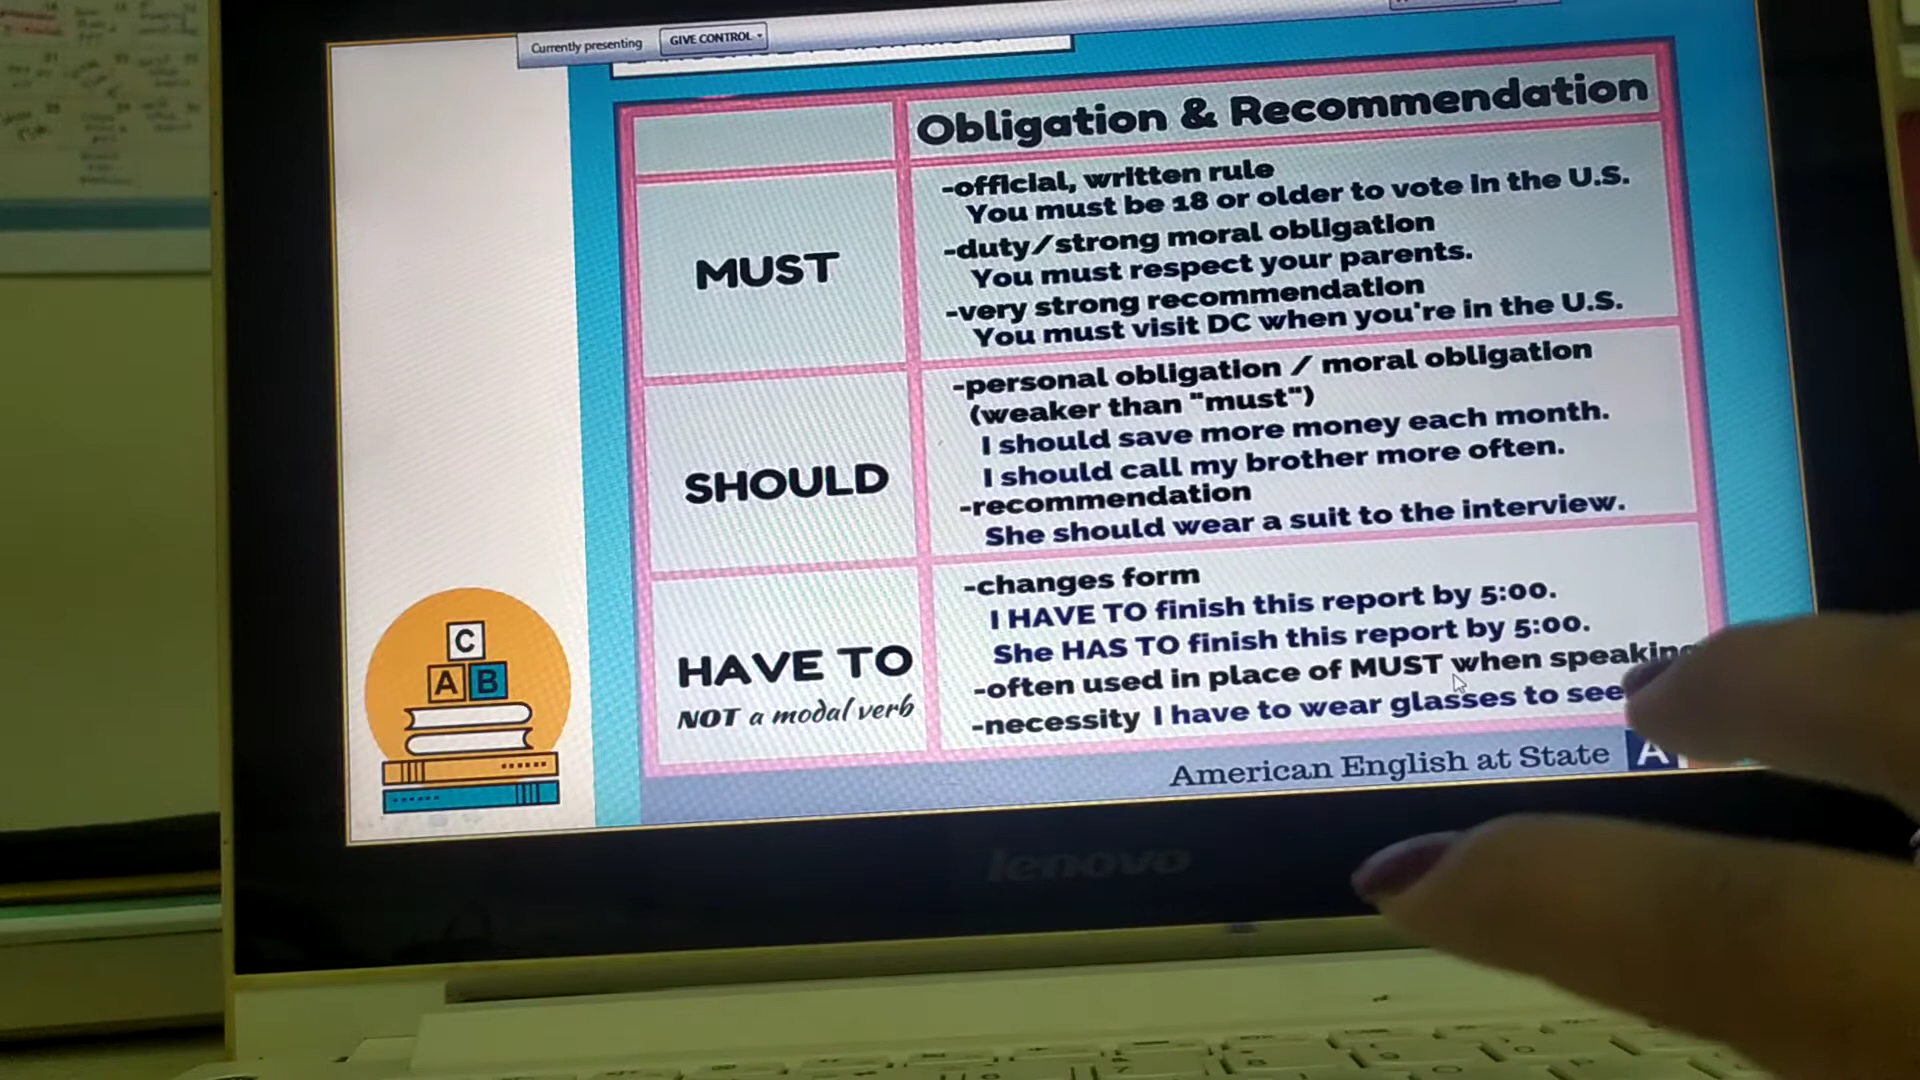 Currently presenting GIVE CONTROL
Obligation & Recommendation
MUST
-official, written rule
You must be 18 or older to vote in the U.S.
-duty/strong moral obligation
You must respect your parents.
-very strong recommendation
You must visit DC when you're in the U.S.
SHOULD
-personal obligation / moral obligation
(weaker than "must")
I should save more money each month.
I should call my brother more often.
-recommendation
She should wear a suit to the interview.
HAVE TO
NOT a modal verb
-changes form
I HAVE TO finish this report by 5:00.
She HAS TO finish this report by 5:00.
-often used in place of MUST when speaking
-necessity I have to wear glasses to see
C
A B
American English at State
lenovo